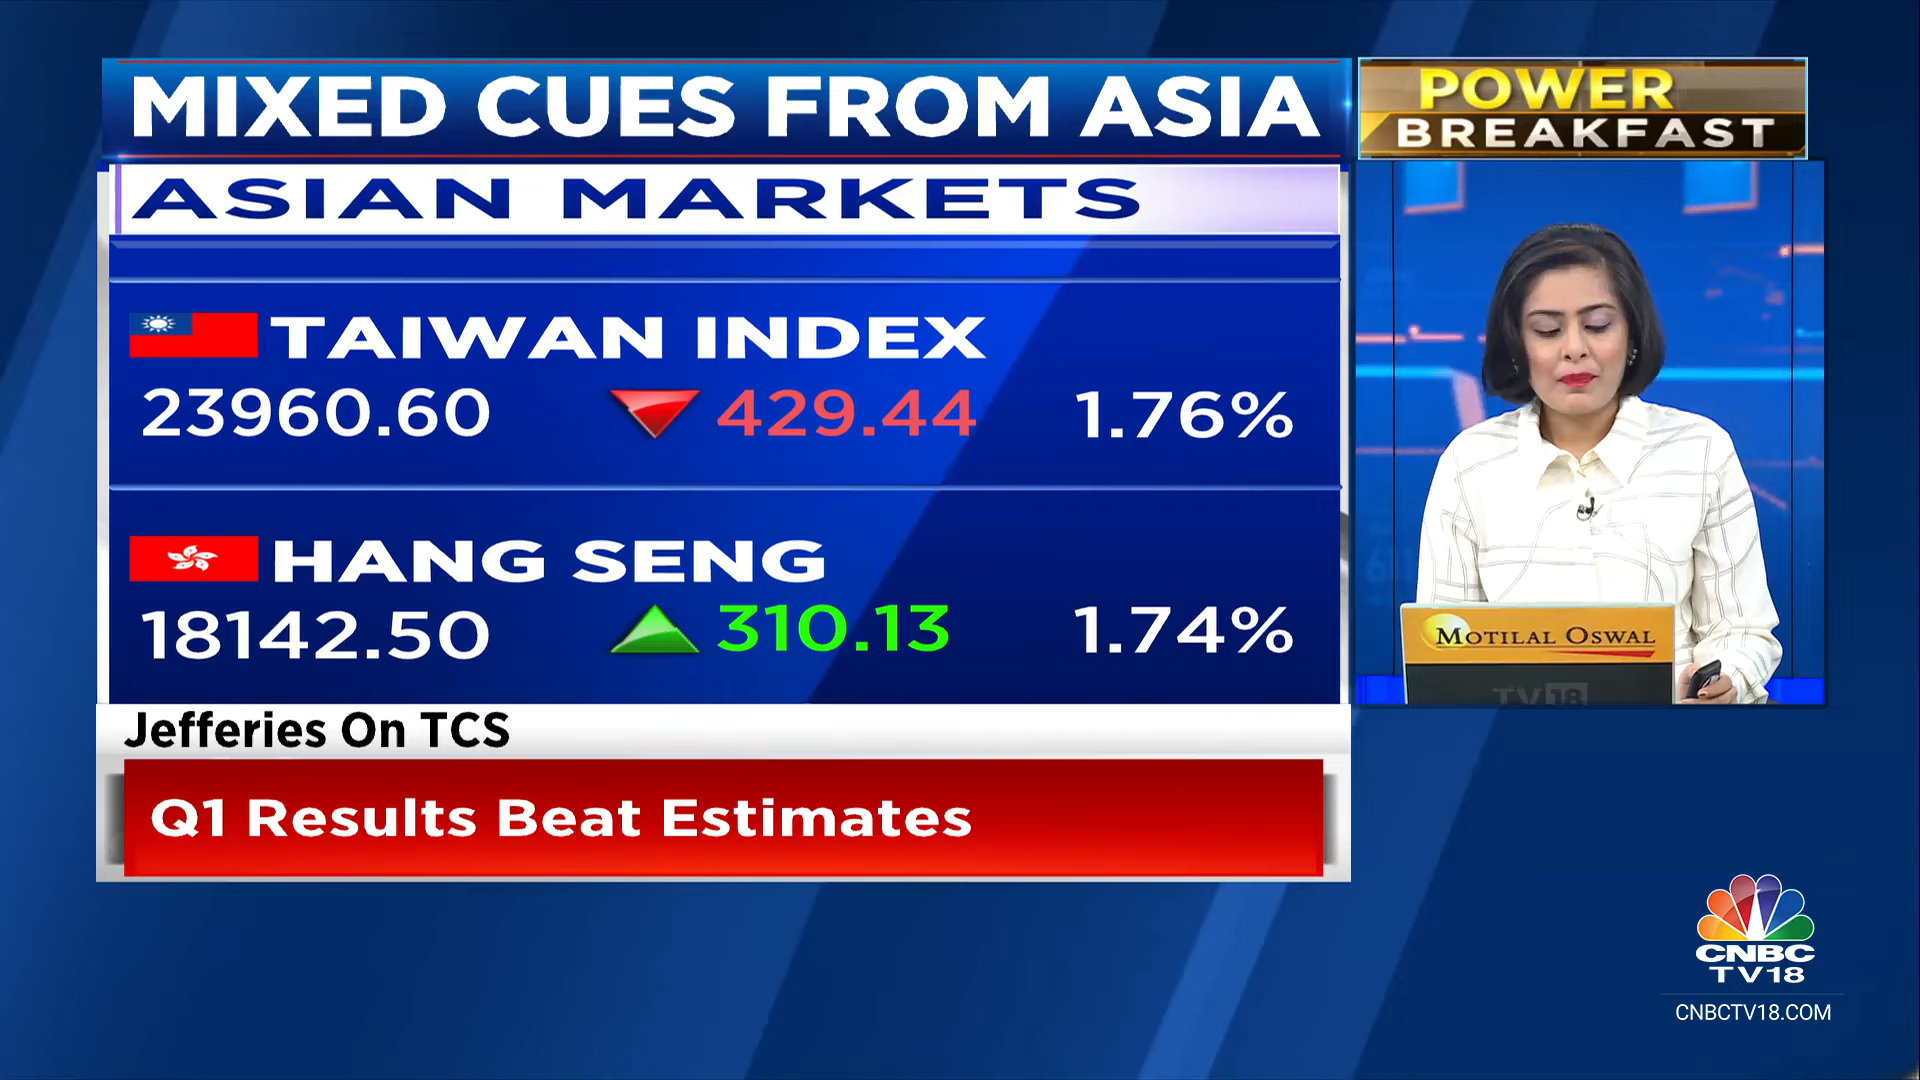 MIXED CUES FROM ASIA
POWER
BREAKFAST
ASIAN MARKETS
TAIWAN INDEX
23960.60 429.44 1.76%
HANG SENG
18142.50 310.13 1.74%
MOTILAL OSWAL
TV18
Jefferies On TCS
Q1 Results Beat Estimates
CNBC
TV18
CNBCTV18.COM